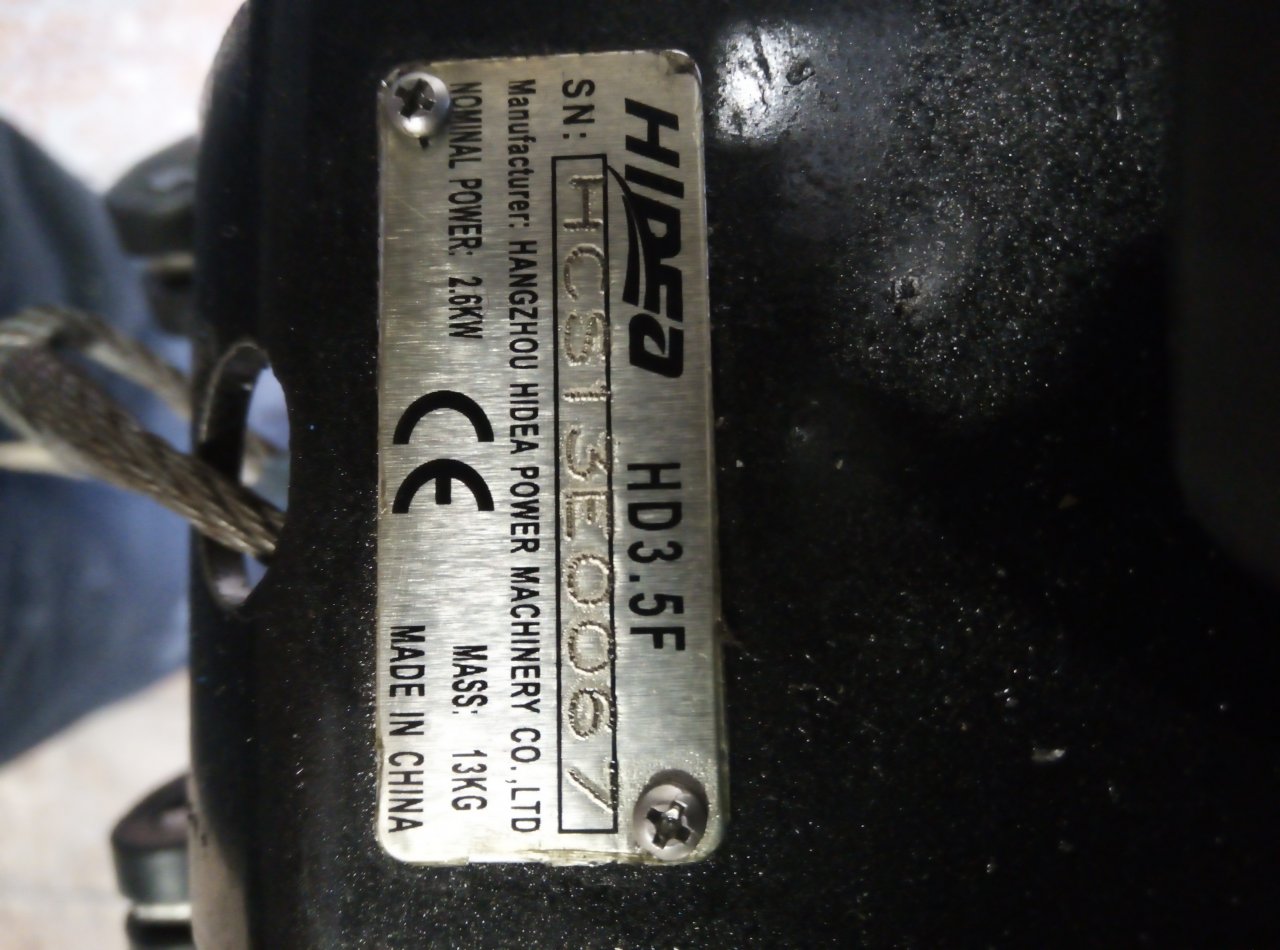 HIDEA HD3.5F
SN: HCS13E0067
Manufacturer: HANGZHOU HIDEA POWER MACHINERY CO.,LTD
NOMINAL POWER: 2.6KW MASS: 13KG
CE MADE IN CHINA